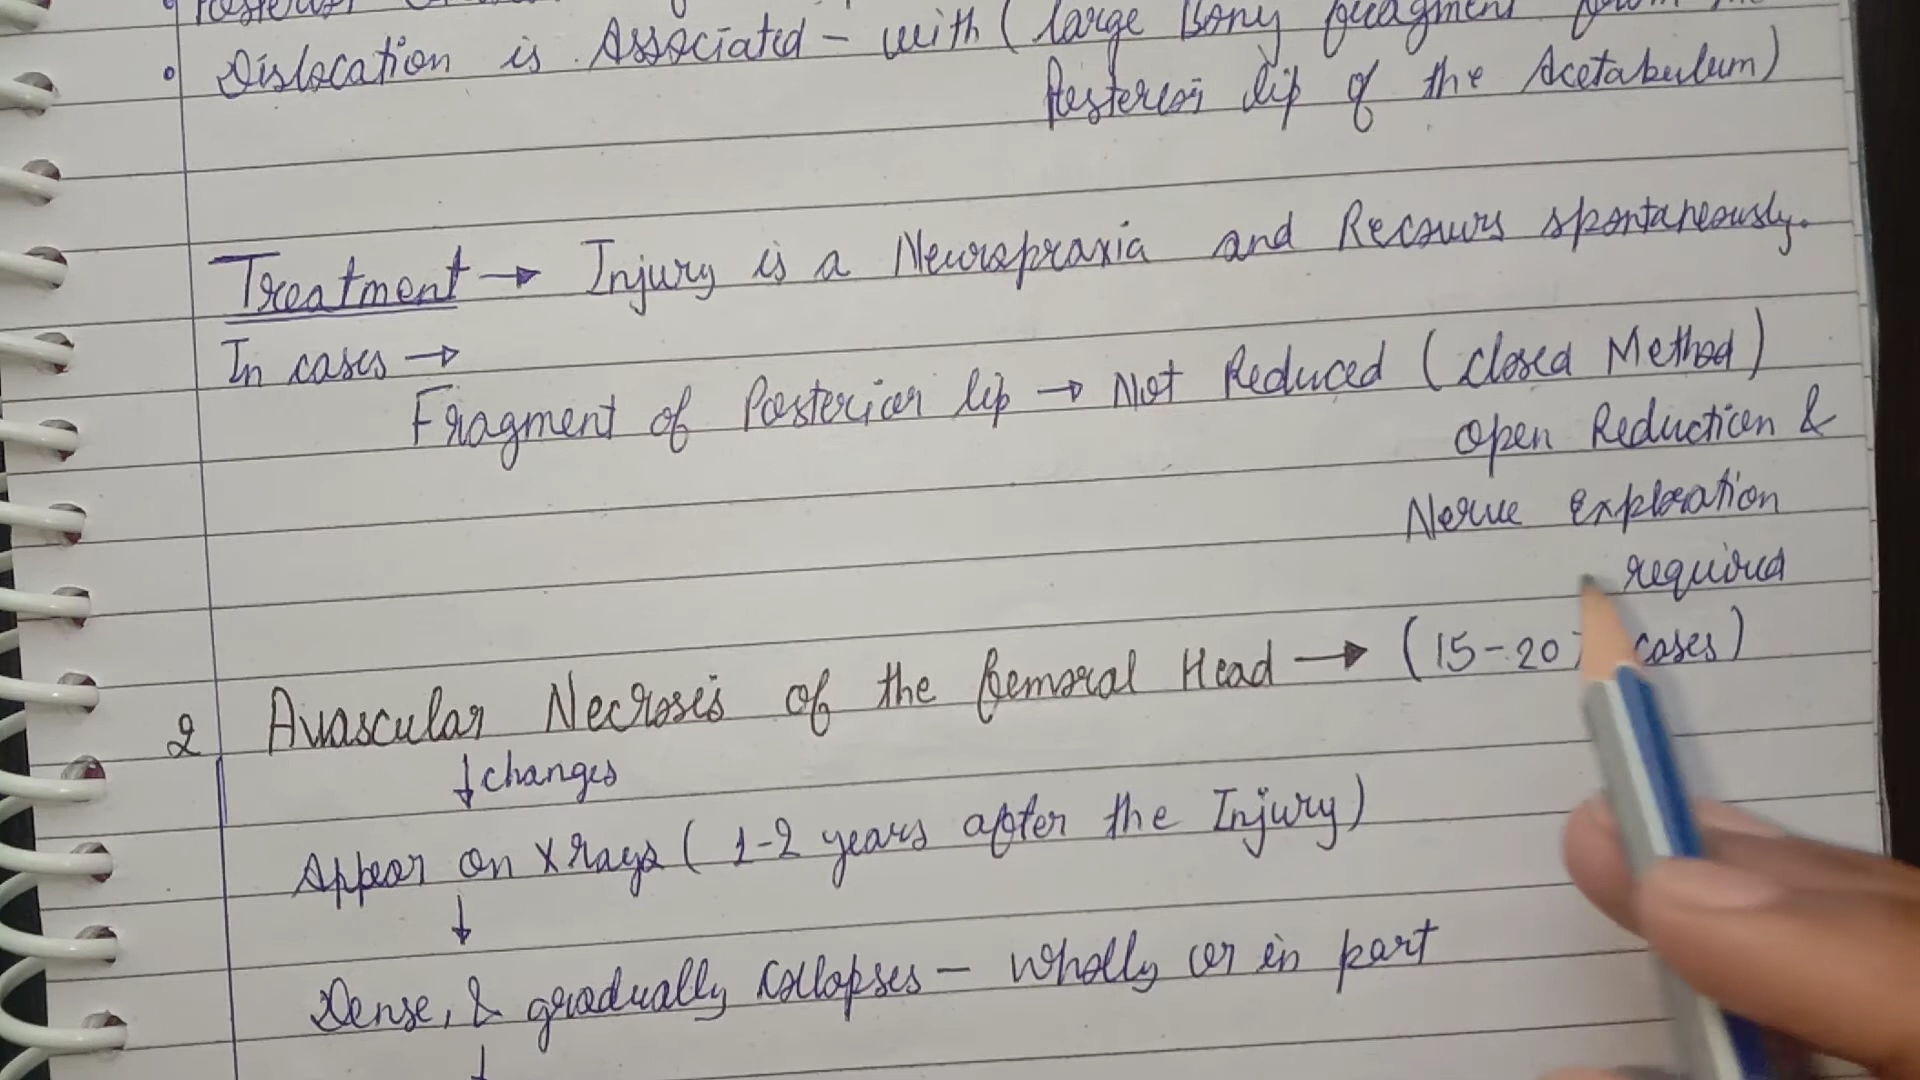 Dislocation is Associated - with ( large Bony fragment from the
Posterior lip of the Acetabulum)
Treatment → Injury is a Neuropraxia and Recovers spontaneously.
In cases →
Fragment of Posterior lip → Not Reduced ( closed Method )
open Reduction &
Nerve Exploration
required
2 Avascular Necrosis of the femoral Head → (15-20 cases)
↓ changes
Appear on X rays ( 1-2 years after the Injury)
↓
Dense, & gradually collapses - wholly or in part